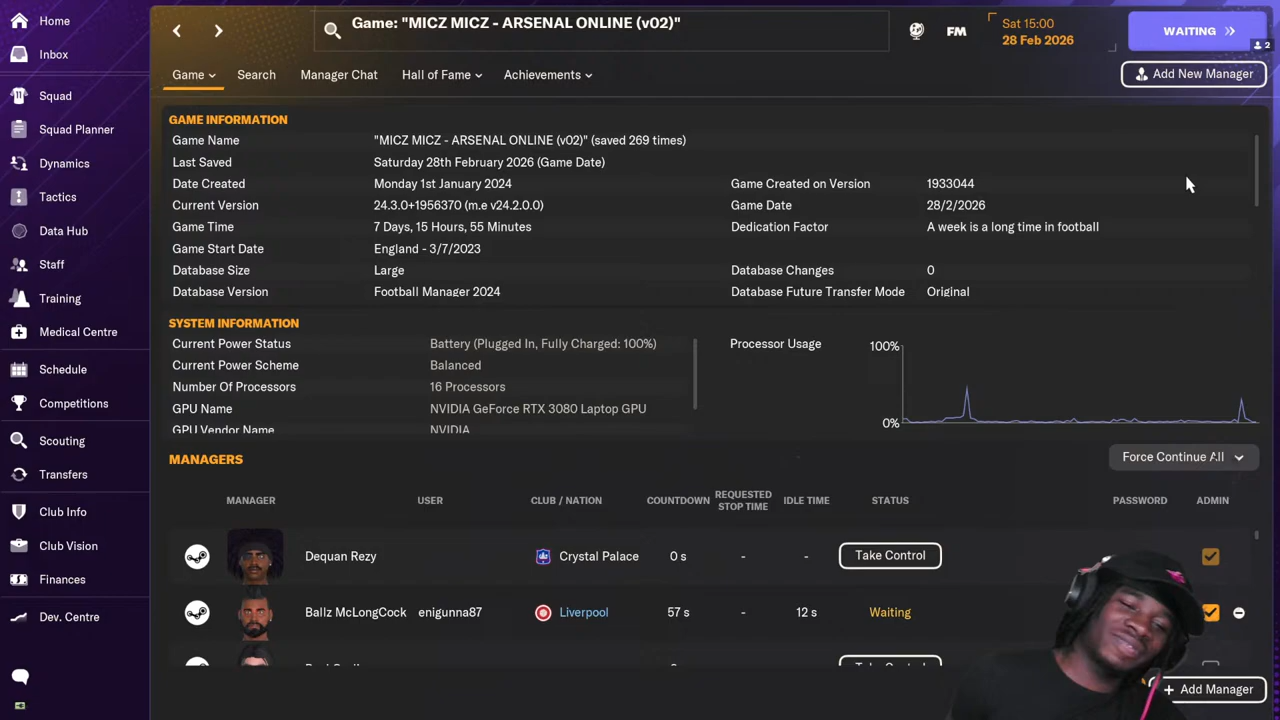 Home
Inbox
Squad
Squad Planner
Dynamics
Tactics
Data Hub
Staff
Training
Medical Centre
Schedule
Competitions
Scouting
Transfers
Club Info
Club Vision
Finances
Dev. Centre
Game: "MICZ MICZ - ARSENAL ONLINE (v02)"
FM
Sat 15:00
28 Feb 2026
WAITING
2
Game
Search
Manager Chat
Hall of Fame
Achievements
Add New Manager
GAME INFORMATION
Game Name "MICZ MICZ - ARSENAL ONLINE (v02)" (saved 269 times)
Last Saved Saturday 28th February 2026 (Game Date)
Date Created Monday 1st January 2024 Game Created on Version 1933044
Current Version 24.3.0+1956370 (m.e v24.2.0.0) Game Date 28/2/2026
Game Time 7 Days, 15 Hours, 55 Minutes Dedication Factor A week is a long time in football
Game Start Date England - 3/7/2023
Database Size Large Database Changes 0
Database Version Football Manager 2024 Database Future Transfer Mode Original
SYSTEM INFORMATION
Current Power Status Battery (Plugged In, Fully Charged: 100%) Processor Usage 100%
Current Power Scheme Balanced
Number Of Processors 16 Processors
GPU Name NVIDIA GeForce RTX 3080 Laptop GPU
0%
GPU Vendor Name NVIDIA
MANAGERS
Force Continue All
MANAGER USER CLUB / NATION COUNTDOWN REQUESTED STOP TIME IDLE TIME STATUS PASSWORD ADMIN
Dequan Rezy Crystal Palace 0 s - - Take Control
Ballz McLongCock enigunna87 Liverpool 57 s - 12 s Waiting
Take Control
+ Add Manager